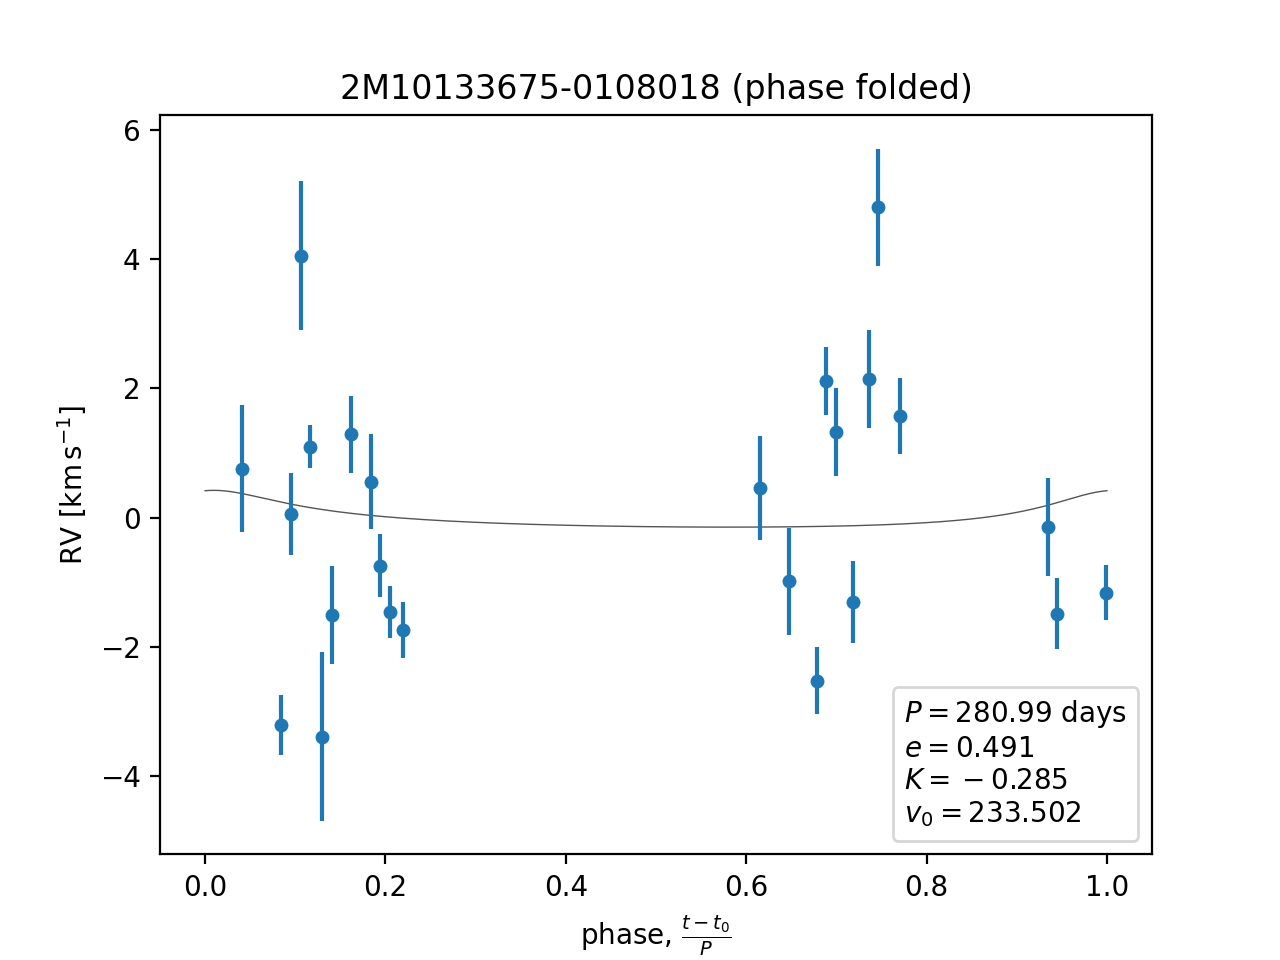 2M10133675-0108018 (phase folded)
6
4
2
0
−2
−4
RV [km s⁻¹]
P = 280.99 days
e = 0.491
K = −0.285
v₀ = 233.502
0.0 0.2 0.4 0.6 0.8 1.0
phase, (t − t₀)/P